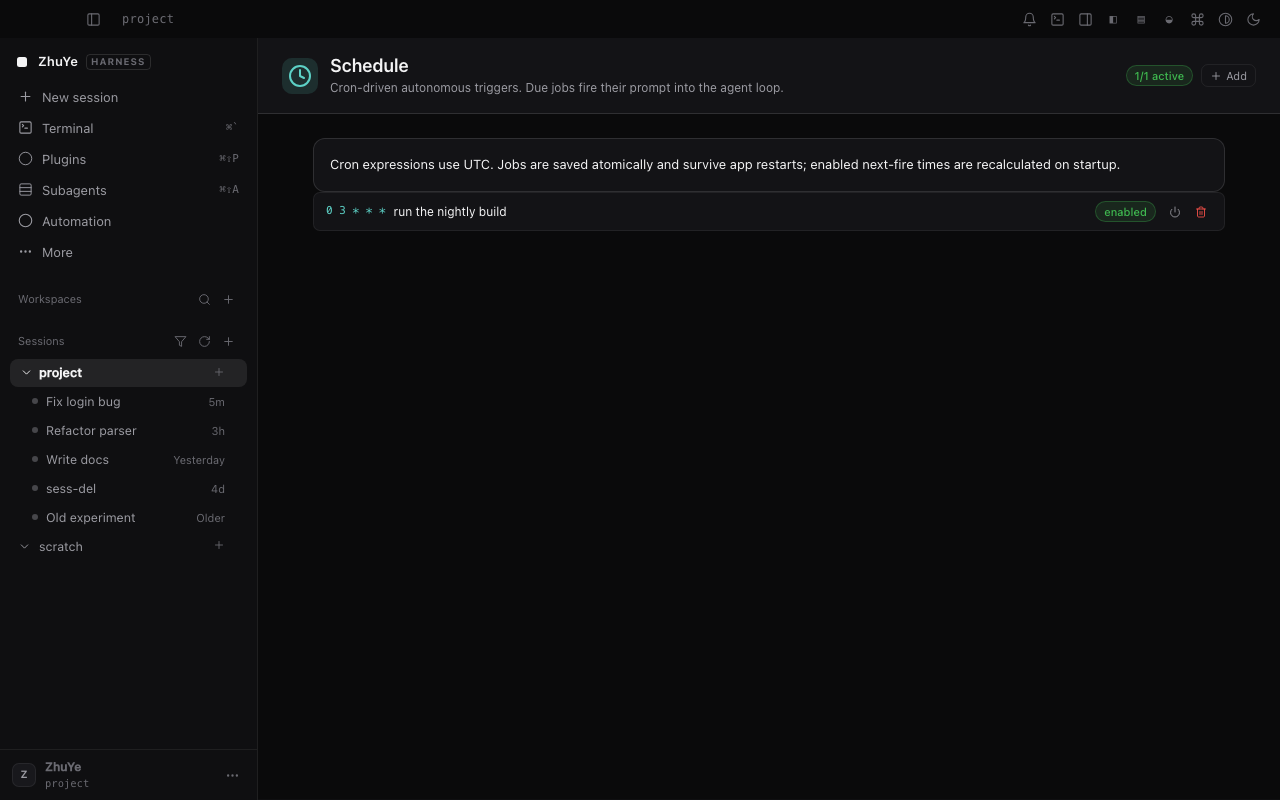 project
ZhuYe HARNESS
New session
Terminal ⌘`
Plugins ⌘⇧P
Subagents ⌘⇧A
Automation
More
Workspaces
Sessions
project
Fix login bug 5m
Refactor parser 3h
Write docs Yesterday
sess-del 4d
Old experiment Older
scratch
Z ZhuYe
project
Schedule
Cron-driven autonomous triggers. Due jobs fire their prompt into the agent loop.
1/1 active
Add
Cron expressions use UTC. Jobs are saved atomically and survive app restarts; enabled next-fire times are recalculated on startup.
0 3 * * * run the nightly build enabled